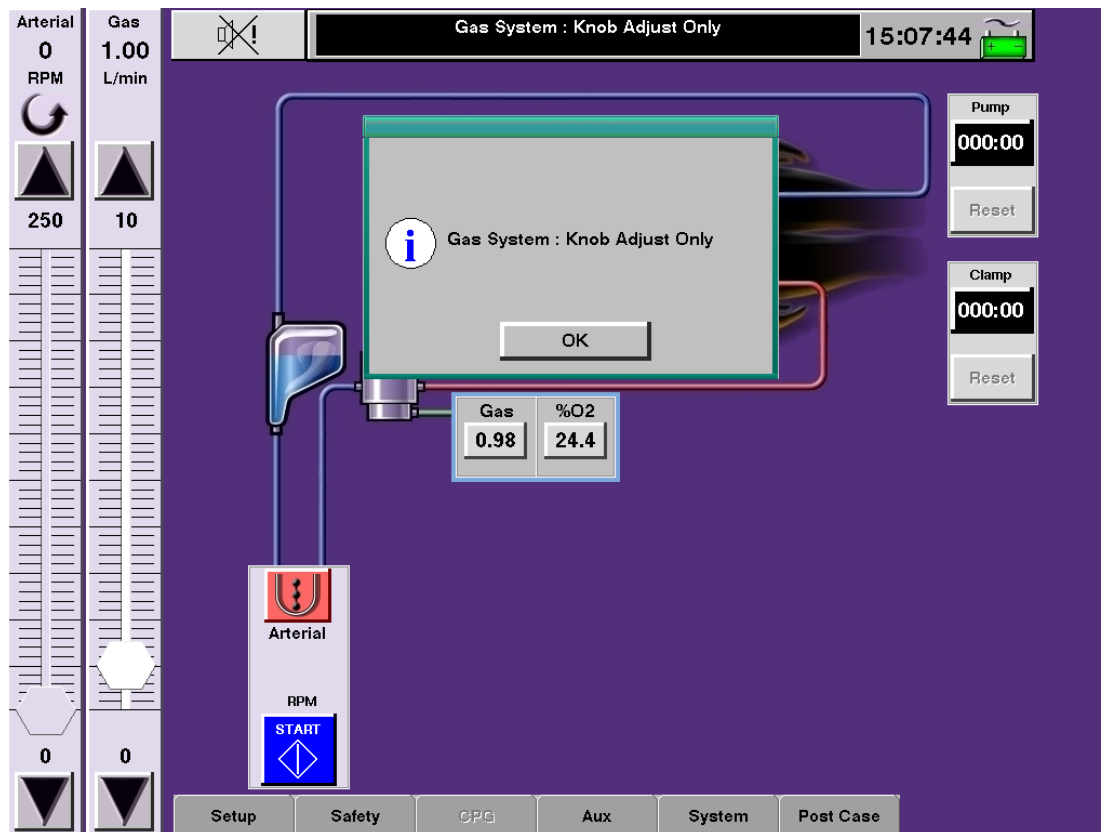 Arterial
0
RPM
250
0
Gas
1.00
L/min
10
0
Gas System : Knob Adjust Only
15:07:44
Gas System : Knob Adjust Only
OK
Pump
000:00
Reset
Clamp
000:00
Reset
Gas
0.98
%O2
24.4
Arterial
RPM
START
Setup
Safety
CPG
Aux
System
Post Case